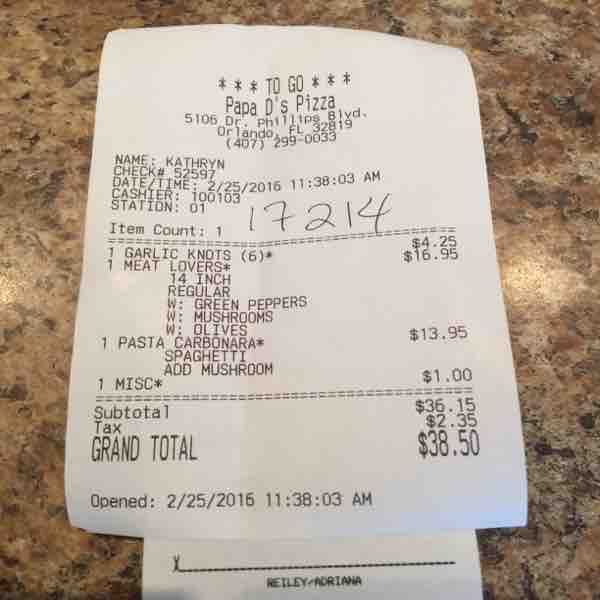 * * * TO GO * * *
Papa D's Pizza
5106 Dr. Phillips Blvd.
Orlando, FL 32819
(407) 299-0033
NAME: KATHRYN
CHECK# 52597
DATE/TIME: 2/25/2016 11:38:03 AM
CASHIER: 100103
STATION: 01
17214
Item Count: 1
1 GARLIC KNOTS (6)* $4.25
1 MEAT LOVERS* $16.95
14 INCH
REGULAR
W: GREEN PEPPERS
W: MUSHROOMS
W: OLIVES
1 PASTA CARBONARA* $13.95
SPAGHETTI
ADD MUSHROOM
1 MISC* $1.00
Subtotal $36.15
Tax $2.35
GRAND TOTAL $38.50
Opened: 2/25/2016 11:38:03 AM
X
REILEY/ADRIANA